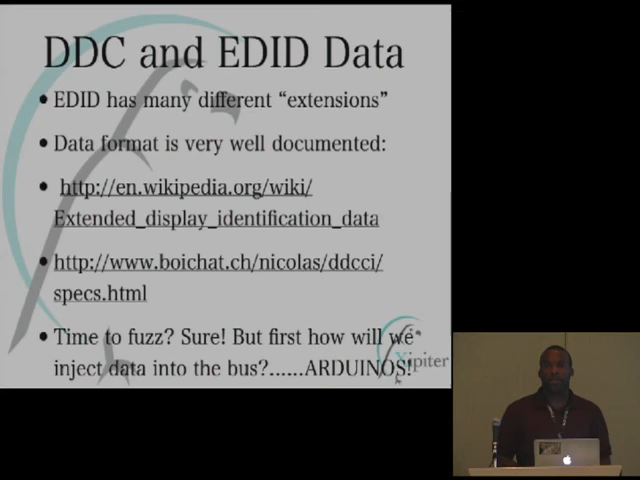 DDC and EDID Data
• EDID has many different “extensions”
• Data format is very well documented:
• http://en.wikipedia.org/wiki/
Extended_display_identification_data
• http://www.boichat.ch/nicolas/ddcci/
specs.html
• Time to fuzz? Sure! But first how will we
inject data into the bus?......ARDUINOS!
Xipiter